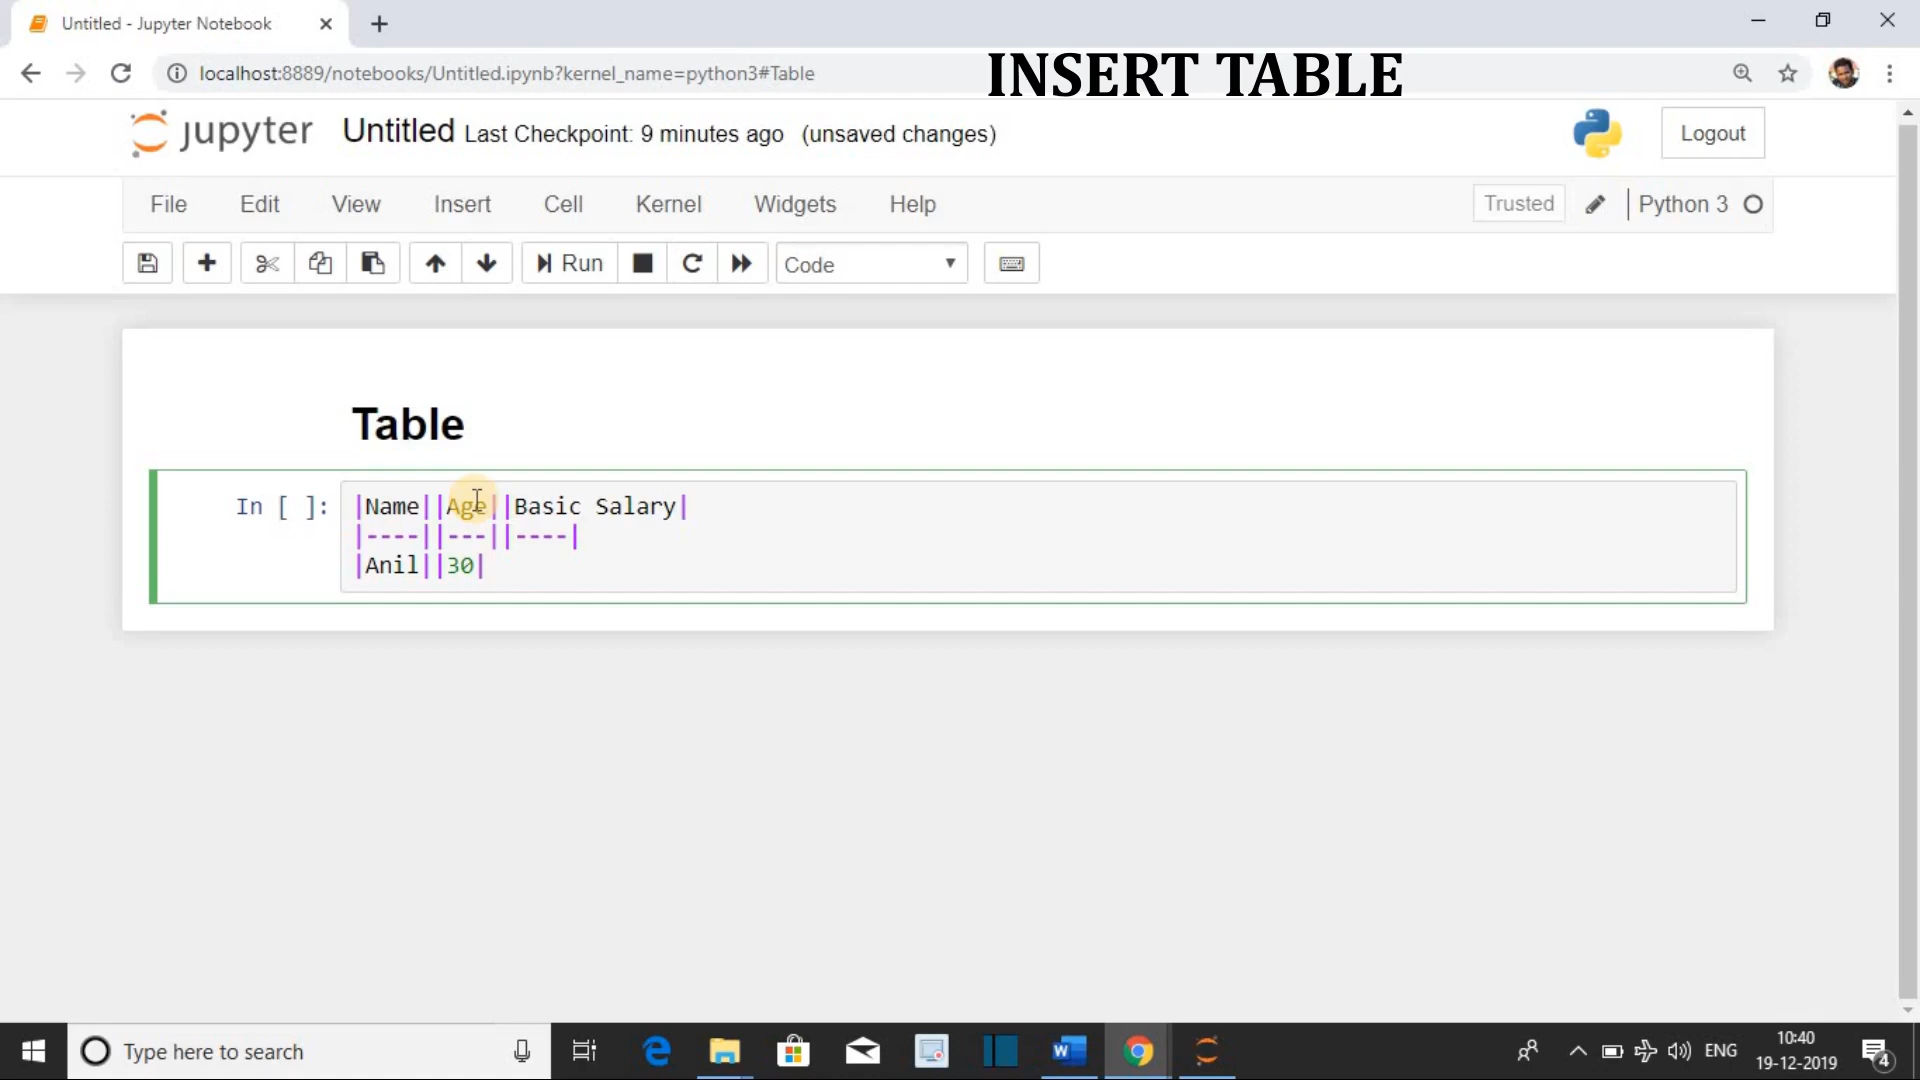 Untitled - Jupyter Notebook
localhost:8889/notebooks/Untitled.ipynb?kernel_name=python3#Table
INSERT TABLE
jupyter Untitled Last Checkpoint: 9 minutes ago (unsaved changes)
Logout
File Edit View Insert Cell Kernel Widgets Help
Trusted
Python 3
Run
Code
Table
In [ ]:
|Name||Age||Basic Salary|
|----||---||----|
|Anil||30|
Type here to search
W
ENG
10:40
19-12-2019
4